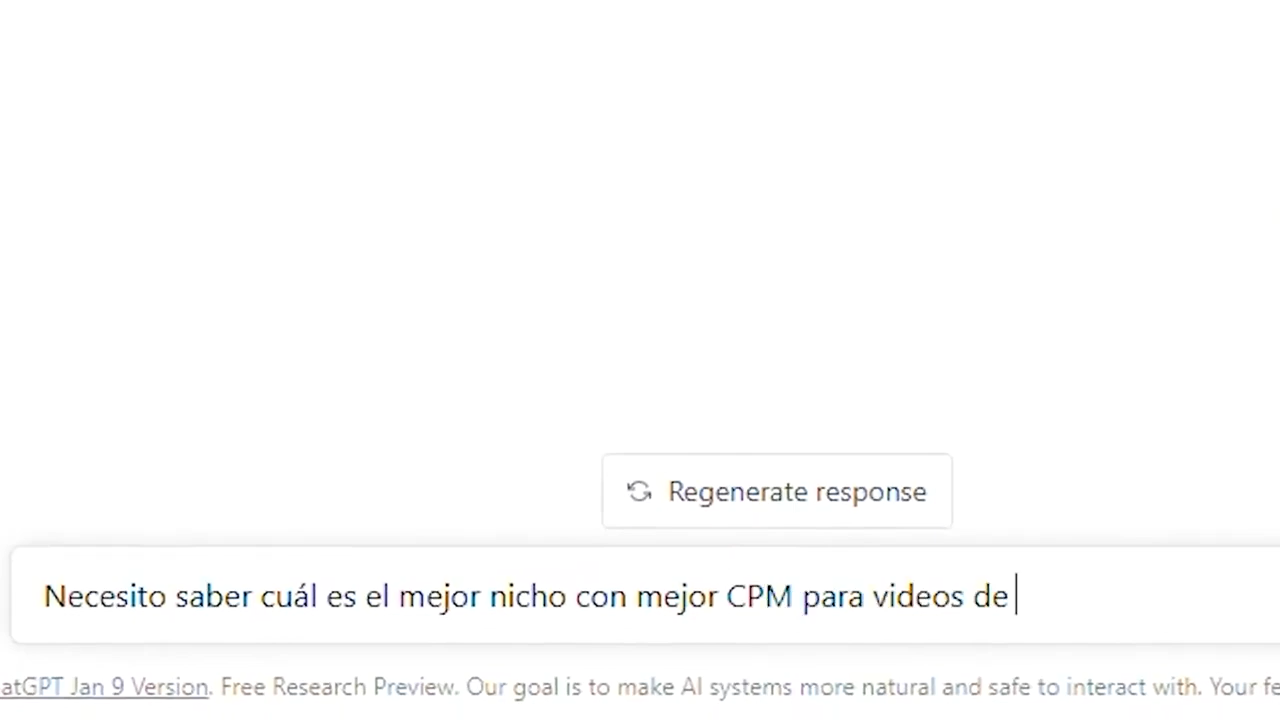 Regenerate response
Necesito saber cuál es el mejor nicho con mejor CPM para videos de
atGPT Jan 9 Version. Free Research Preview. Our goal is to make AI systems more natural and safe to interact with. Your fe